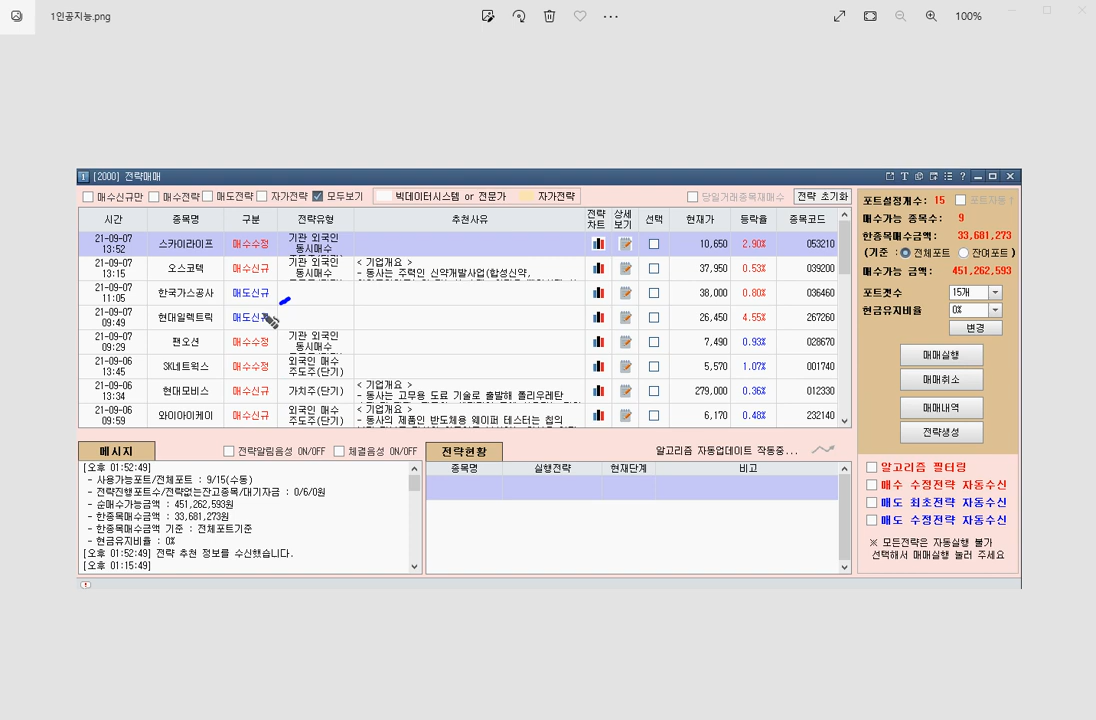 1인공지능.png
100%
[2000] 전략매매
매수신규만 매수전략 매도전략 자가전략 모두보기 빅데이터시스템 or 전문가 자가전략 당일거래종목재매수 전략 초기화
시간 종목명 구분 전략유형 추천사유 전략차트 상세보기 선택 현재가 등락율 종목코드
21-09-07 13:52 스카이라이프 매수수정 기관 외국인 동시매수 10,650 2.90% 053210
21-09-07 13:15 오스코텍 매수신규 기관 외국인 동시매수 < 기업개요 > - 동사는 주력인 신약개발사업(합성신약, 37,950 0.53% 039200
21-09-07 11:05 한국가스공사 매도신규 38,000 0.80% 036460
21-09-07 09:49 현대일렉트릭 매도신규 26,450 4.55% 267260
21-09-07 09:29 팬오션 매수수정 기관 외국인 동시매수 7,490 0.93% 028670
21-09-06 13:45 SK네트웍스 매수수정 외국인 매수 주도주(단기) 5,570 1.07% 001740
21-09-06 13:34 현대모비스 매수신규 가치주(단기) < 기업개요 > - 동사는 고무용 도료 기술로 출발해 폴리우레탄 279,000 0.36% 012330
21-09-06 09:59 와이아이케이 매수신규 외국인 매수 주도주(단기) < 기업개요 > - 동사의 제품인 반도체용 웨이퍼 테스터는 칩의 6,170 0.48% 232140
포트설정개수: 15 포트자동↑
매수가능 종목수: 9
한종목매수금액: 33,681,273
(기준 : 전체포트 잔여포트 )
매수가능 금액: 451,262,593
포트갯수 15개
현금유지비율 0%
변경
매매실행
매매취소
매매내역
전략생성
메시지 전략알림음성 ON/OFF 체결음성 ON/OFF
[오후 01:52:49]
- 사용가능포트/전체포트 : 9/15(수동)
- 전략진행포트수/전략없는잔고종목/대기자금 : 0/6/0원
- 순매수가능금액 : 451,262,593원
- 한종목매수금액 : 33,681,273원
- 한종목매수금액 기준 : 전체포트기준
- 현금유지비율 : 0%
[오후 01:52:49] 전략 추천 정보를 수신했습니다.
[오후 01:15:49]
전략현황 알고리즘 자동업데이트 작동중...
종목명 실행전략 현재단계 비고
알고리즘 필터링
매수 수정전략 자동수신
매도 최초전략 자동수신
매도 수정전략 자동수신
※ 모든전략은 자동실행 불가
선택해서 매매실행 눌러 주세요